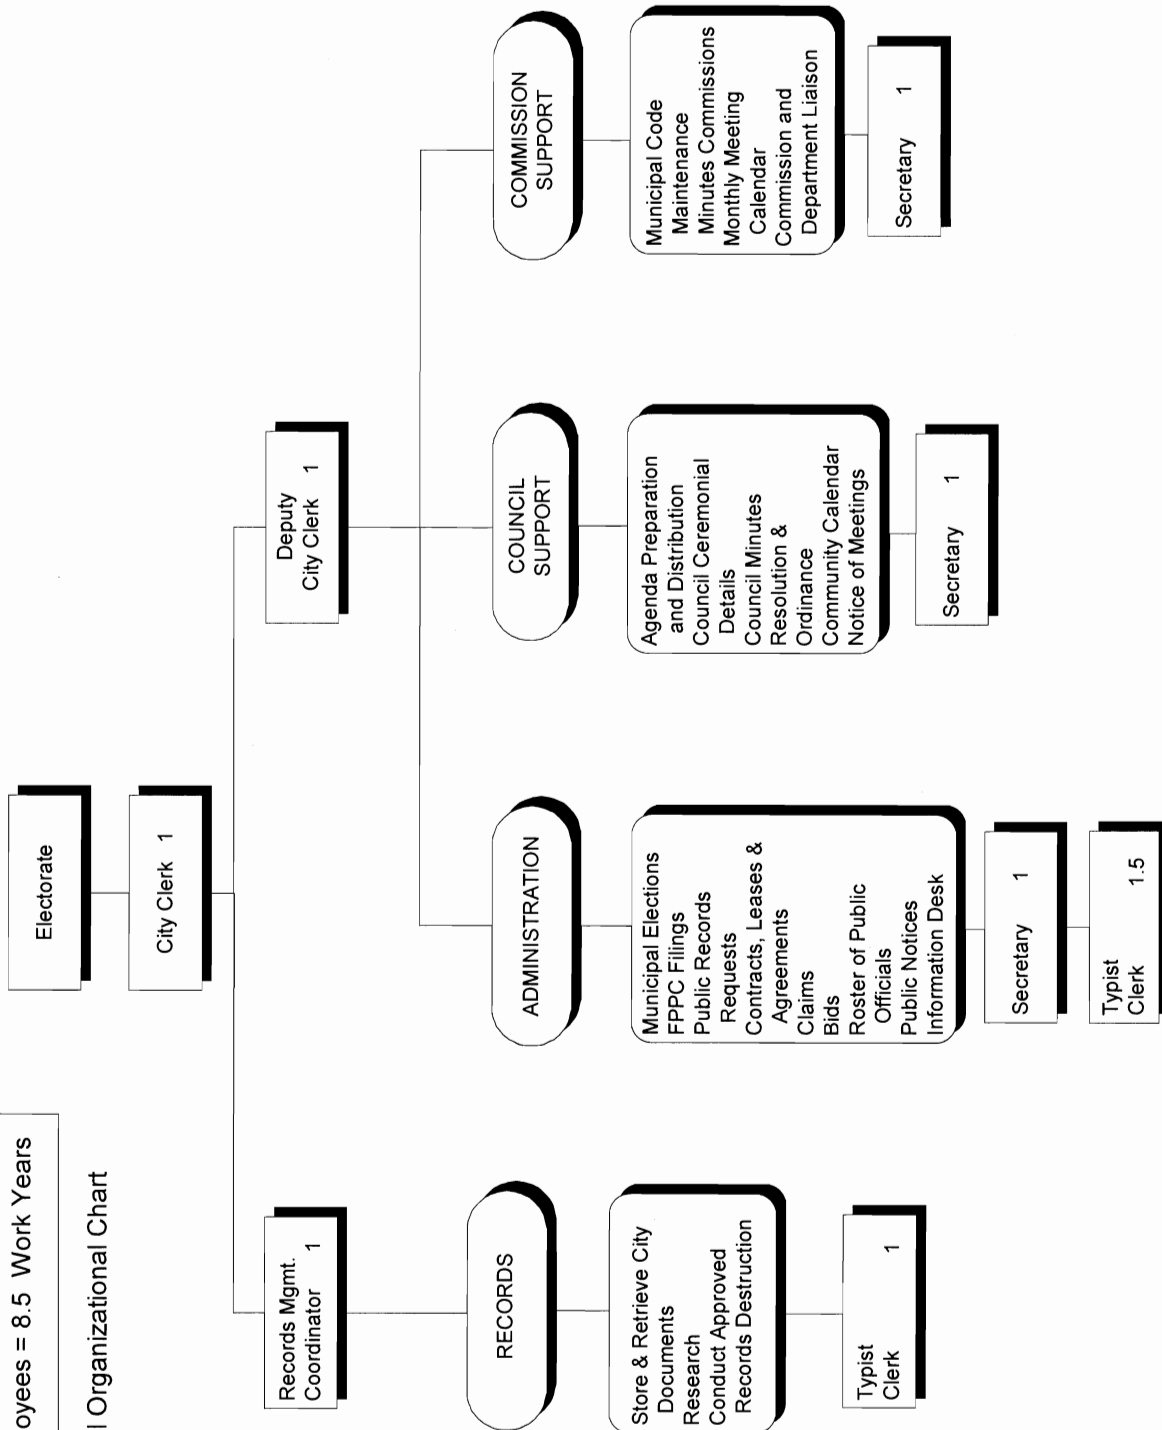 oyees = 8.5 Work Years
l Organizational Chart
Electorate
City Clerk 1
Records Mgmt.
Coordinator 1
Deputy
City Clerk 1
RECORDS
Store & Retrieve City
Documents
Research
Conduct Approved
Records Destruction
Typist
Clerk 1
ADMINISTRATION
Municipal Elections
FPPC Filings
Public Records
Requests
Contracts, Leases &
Agreements
Claims
Bids
Roster of Public
Officials
Public Notices
Information Desk
Secretary 1
Typist
Clerk 1.5
COUNCIL
SUPPORT
Agenda Preparation
and Distribution
Council Ceremonial
Details
Council Minutes
Resolution &
Ordinance
Community Calendar
Notice of Meetings
Secretary 1
COMMISSION
SUPPORT
Municipal Code
Maintenance
Minutes Commissions
Monthly Meeting
Calendar
Commission and
Department Liaison
Secretary 1